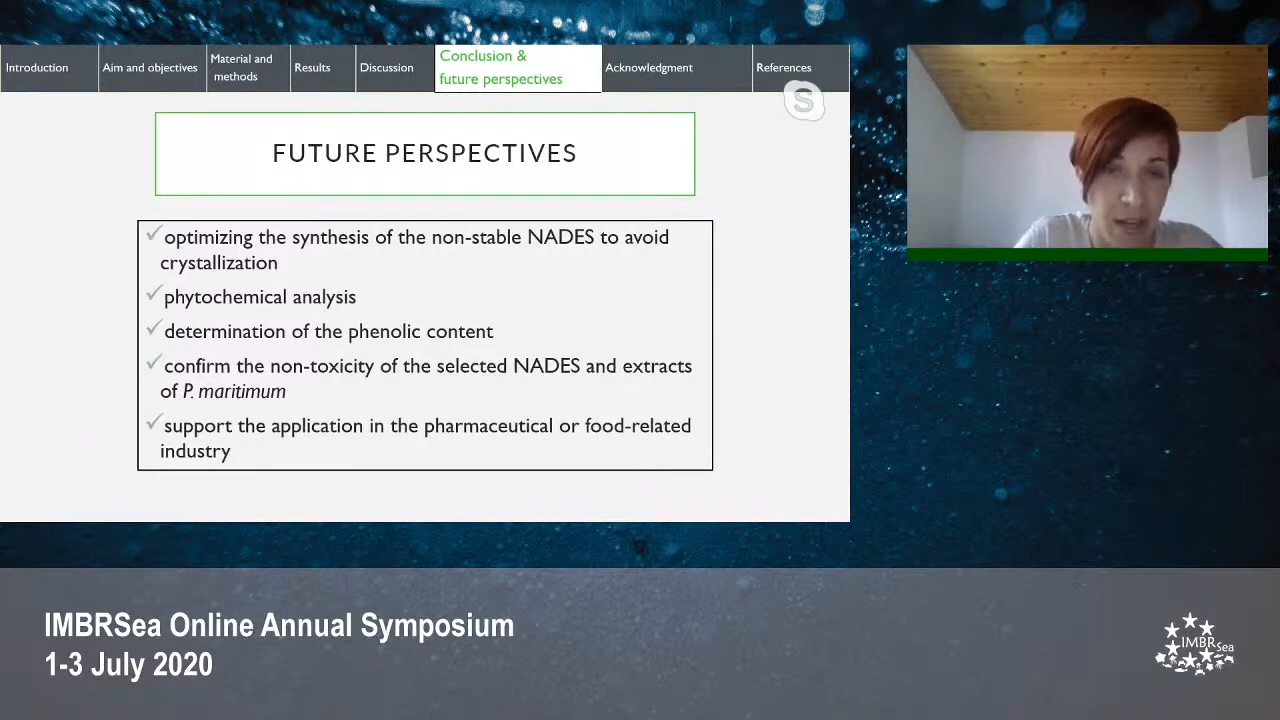 Introduction
Aim and objectives
Material and
methods
Results
Discussion
Conclusion &
future perspectives
Acknowledgment
References
S
FUTURE PERSPECTIVES
✓optimizing the synthesis of the non-stable NADES to avoid
crystallization
✓phytochemical analysis
✓determination of the phenolic content
✓confirm the non-toxicity of the selected NADES and extracts
of P. maritimum
✓support the application in the pharmaceutical or food-related
industry
IMBRSea Online Annual Symposium
1-3 July 2020
IMBRSea